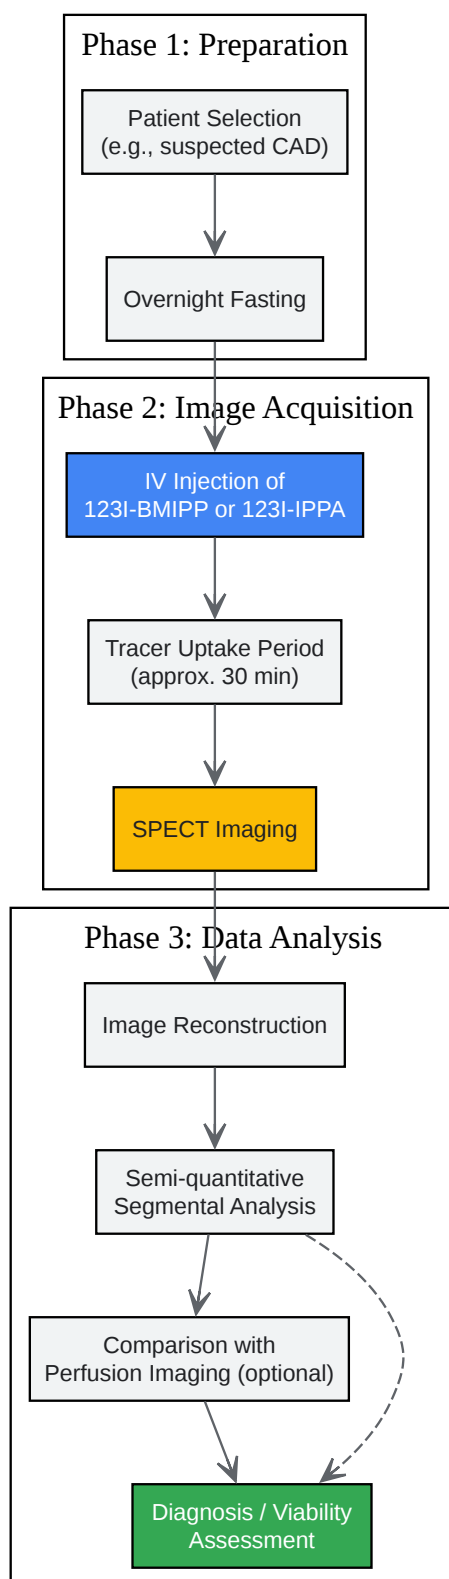 Phase 1: Preparation
Patient Selection
(e.g., suspected CAD)
Overnight Fasting
Phase 2: Image Acquisition
IV Injection of
123I-BMIPP or 123I-IPPA
Tracer Uptake Period
(approx. 30 min)
SPECT Imaging
Phase 3: Data Analysis
Image Reconstruction
Semi-quantitative
Segmental Analysis
Comparison with
Perfusion Imaging (optional)
Diagnosis / Viability
Assessment